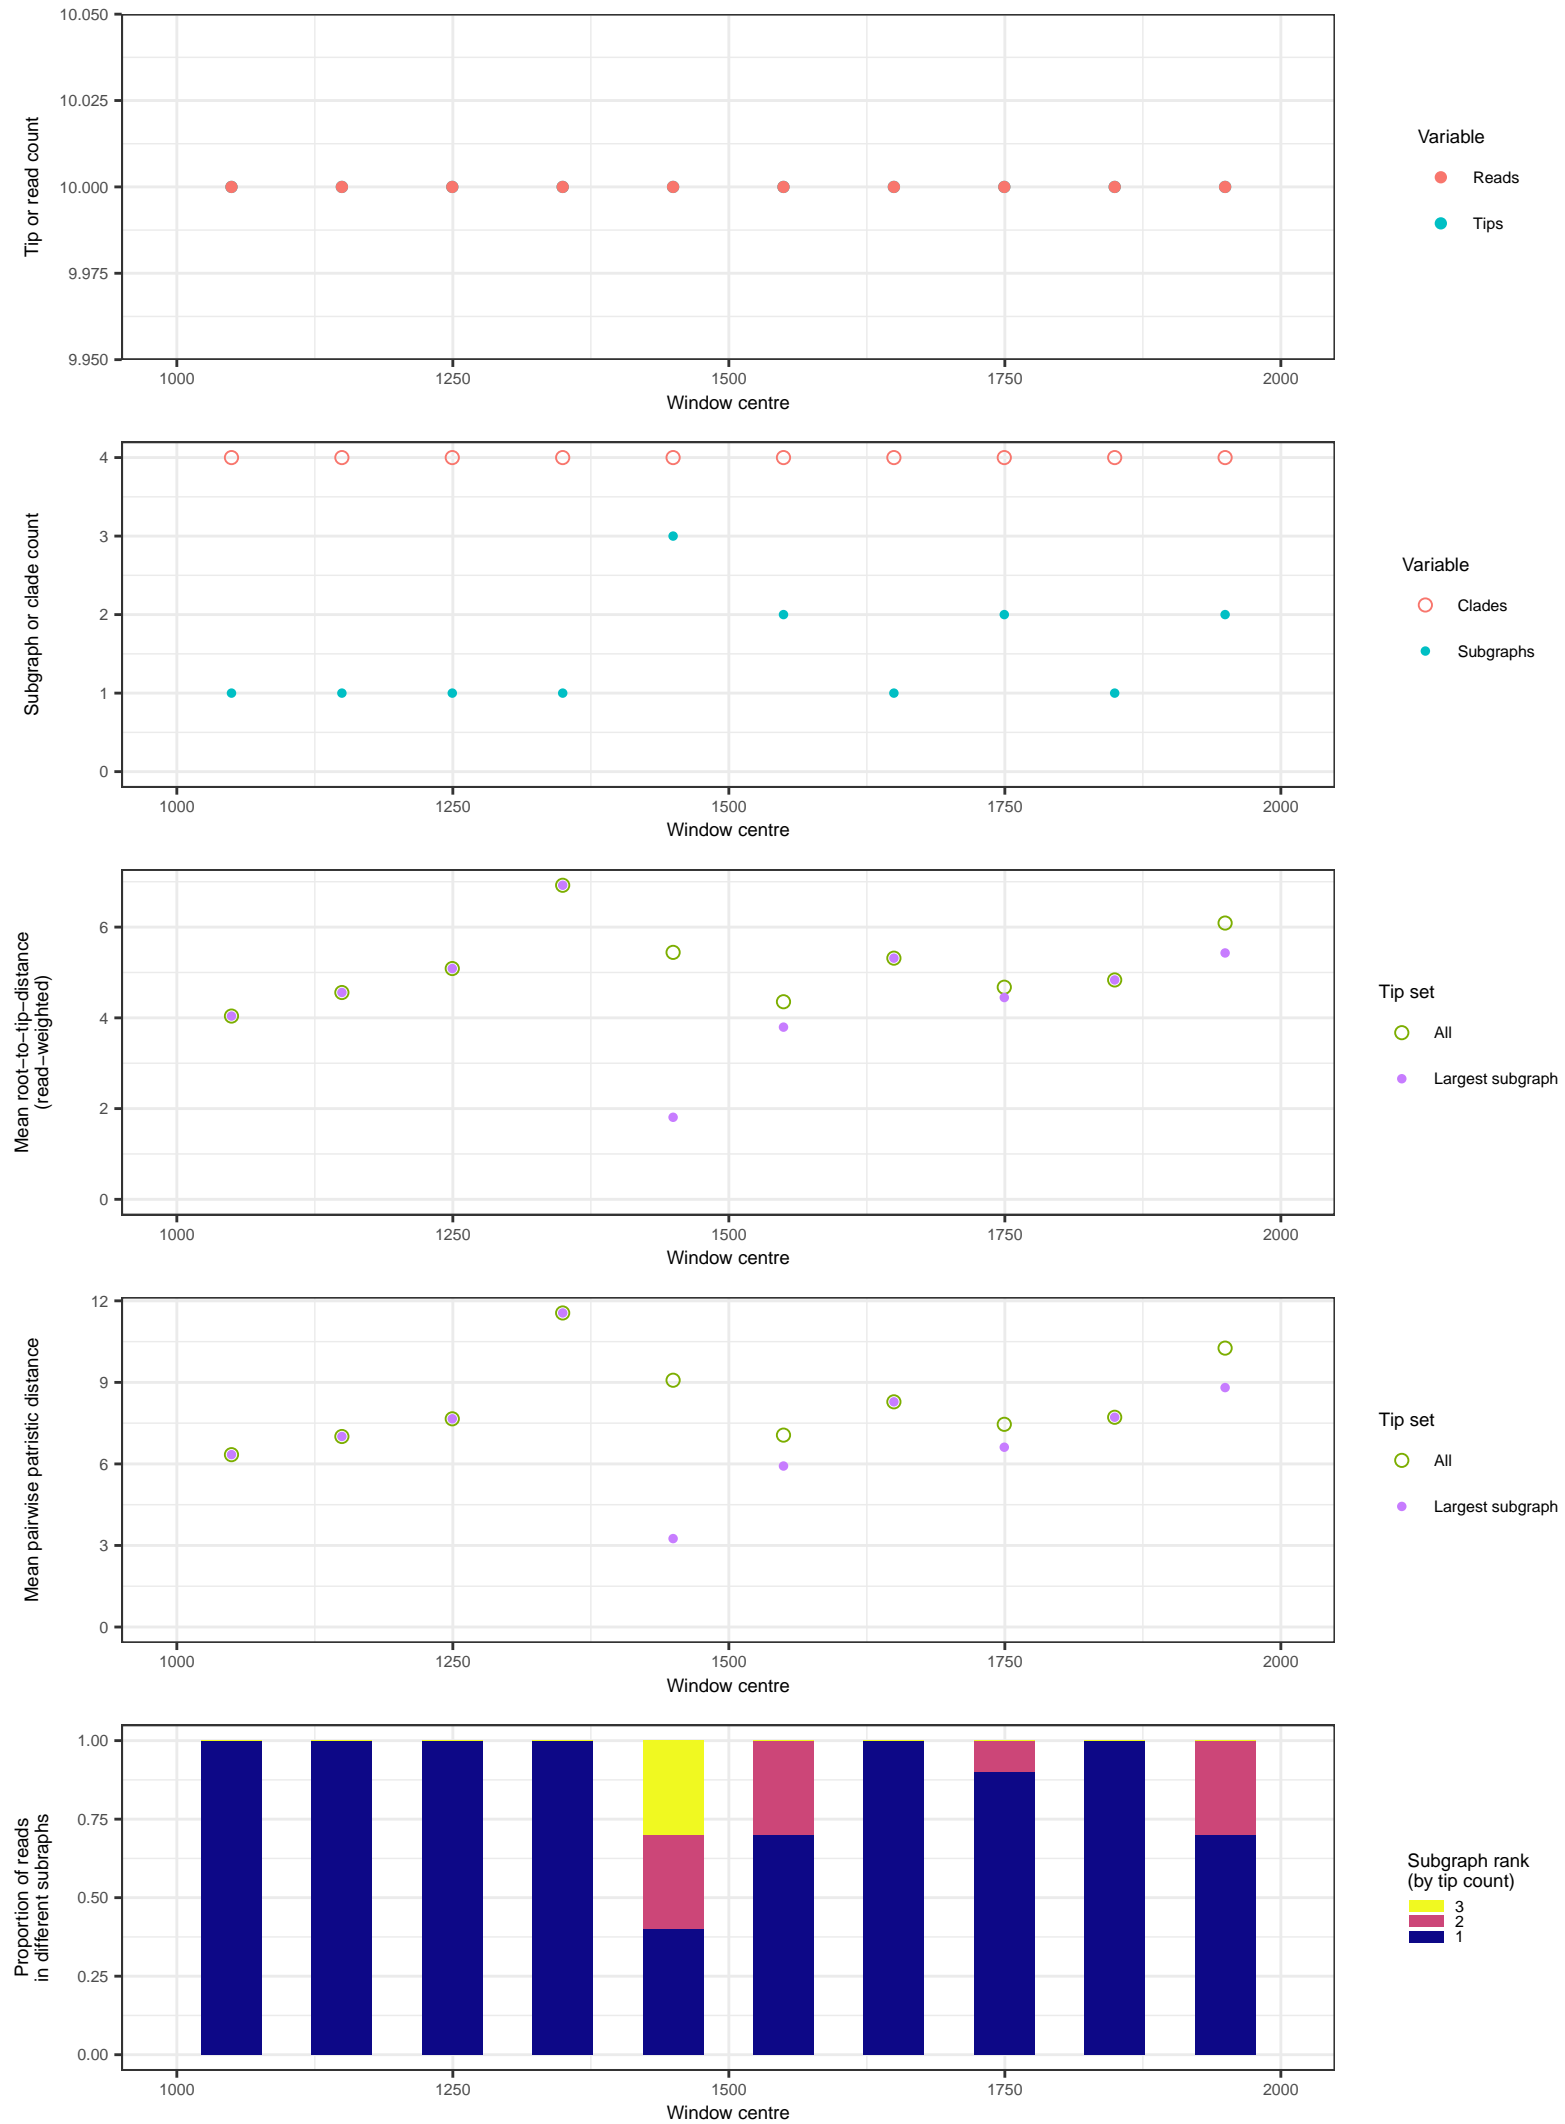 10.050
10.025
10.000
9.975
9.950
Tip or read count
1000 1250 1500 1750 2000
Window centre
Variable
Reads
Tips
4
3
2
1
0
Subgraph or clade count
1000 1250 1500 1750 2000
Window centre
Variable
Clades
Subgraphs
6
4
2
0
Mean root−to−tip−distance
(read−weighted)
1000 1250 1500 1750 2000
Window centre
Tip set
All
Largest subgraph
12
9
6
3
0
Mean pairwise patristic distance
1000 1250 1500 1750 2000
Window centre
Tip set
All
Largest subgraph
1.00
0.75
0.50
0.25
0.00
Proportion of reads
in different subraphs
1000 1250 1500 1750 2000
Window centre
Subgraph rank
(by tip count)
3
2
1